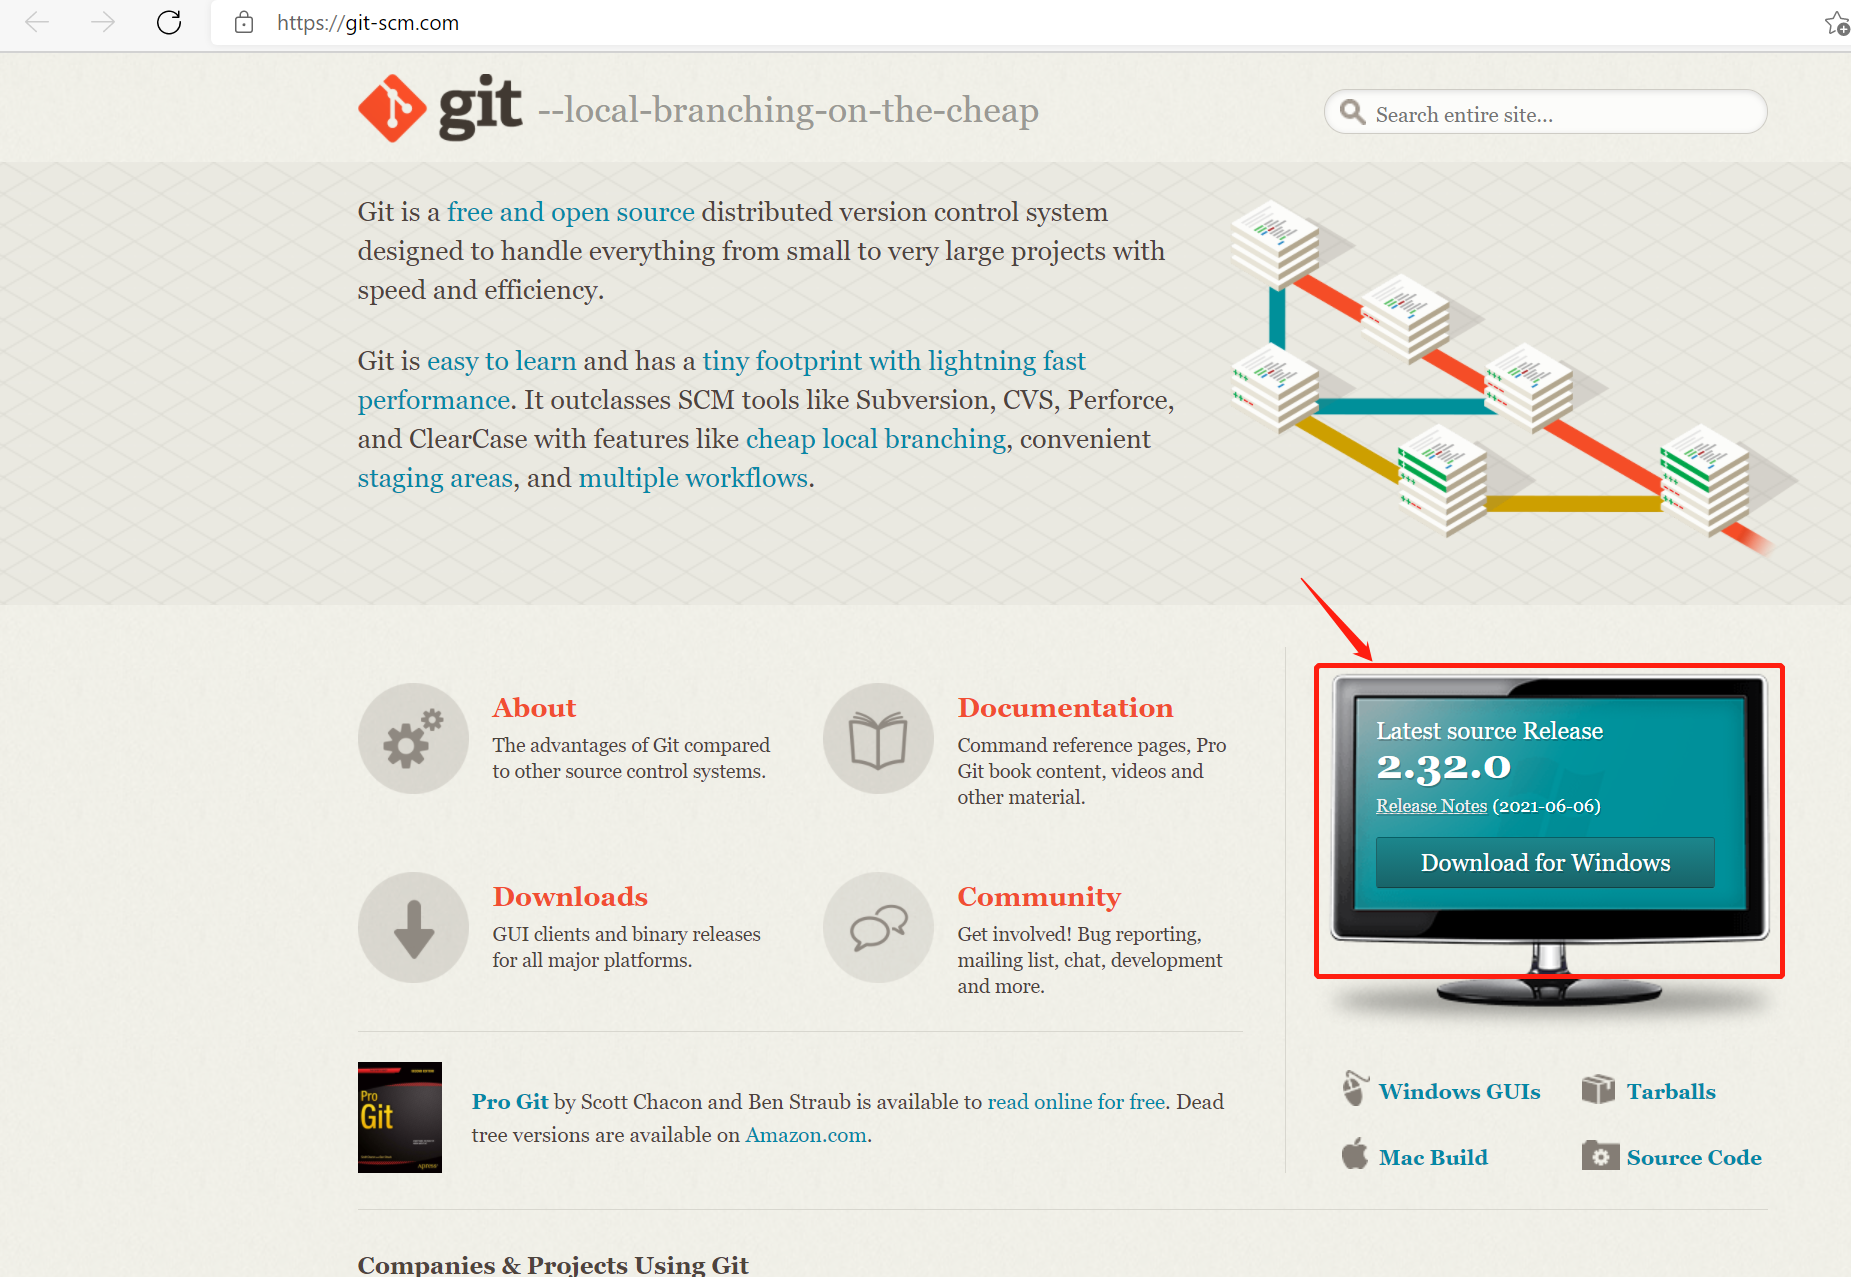 https://git-scm.com
git --local-branching-on-the-cheap
Search entire site...
Git is a free and open source distributed version control system
designed to handle everything from small to very large projects with
speed and efficiency.
Git is easy to learn and has a tiny footprint with lightning fast
performance. It outclasses SCM tools like Subversion, CVS, Perforce,
and ClearCase with features like cheap local branching, convenient
staging areas, and multiple workflows.
About
The advantages of Git compared
to other source control systems.
Documentation
Command reference pages, Pro
Git book content, videos and
other material.
Downloads
GUI clients and binary releases
for all major platforms.
Community
Get involved! Bug reporting,
mailing list, chat, development
and more.
Pro
Git
apress
Pro Git by Scott Chacon and Ben Straub is available to read online for free. Dead
tree versions are available on Amazon.com.
Latest source Release
2.32.0
Release Notes (2021-06-06)
Download for Windows
Windows GUIs
Tarballs
Mac Build
Source Code
Companies & Projects Using Git